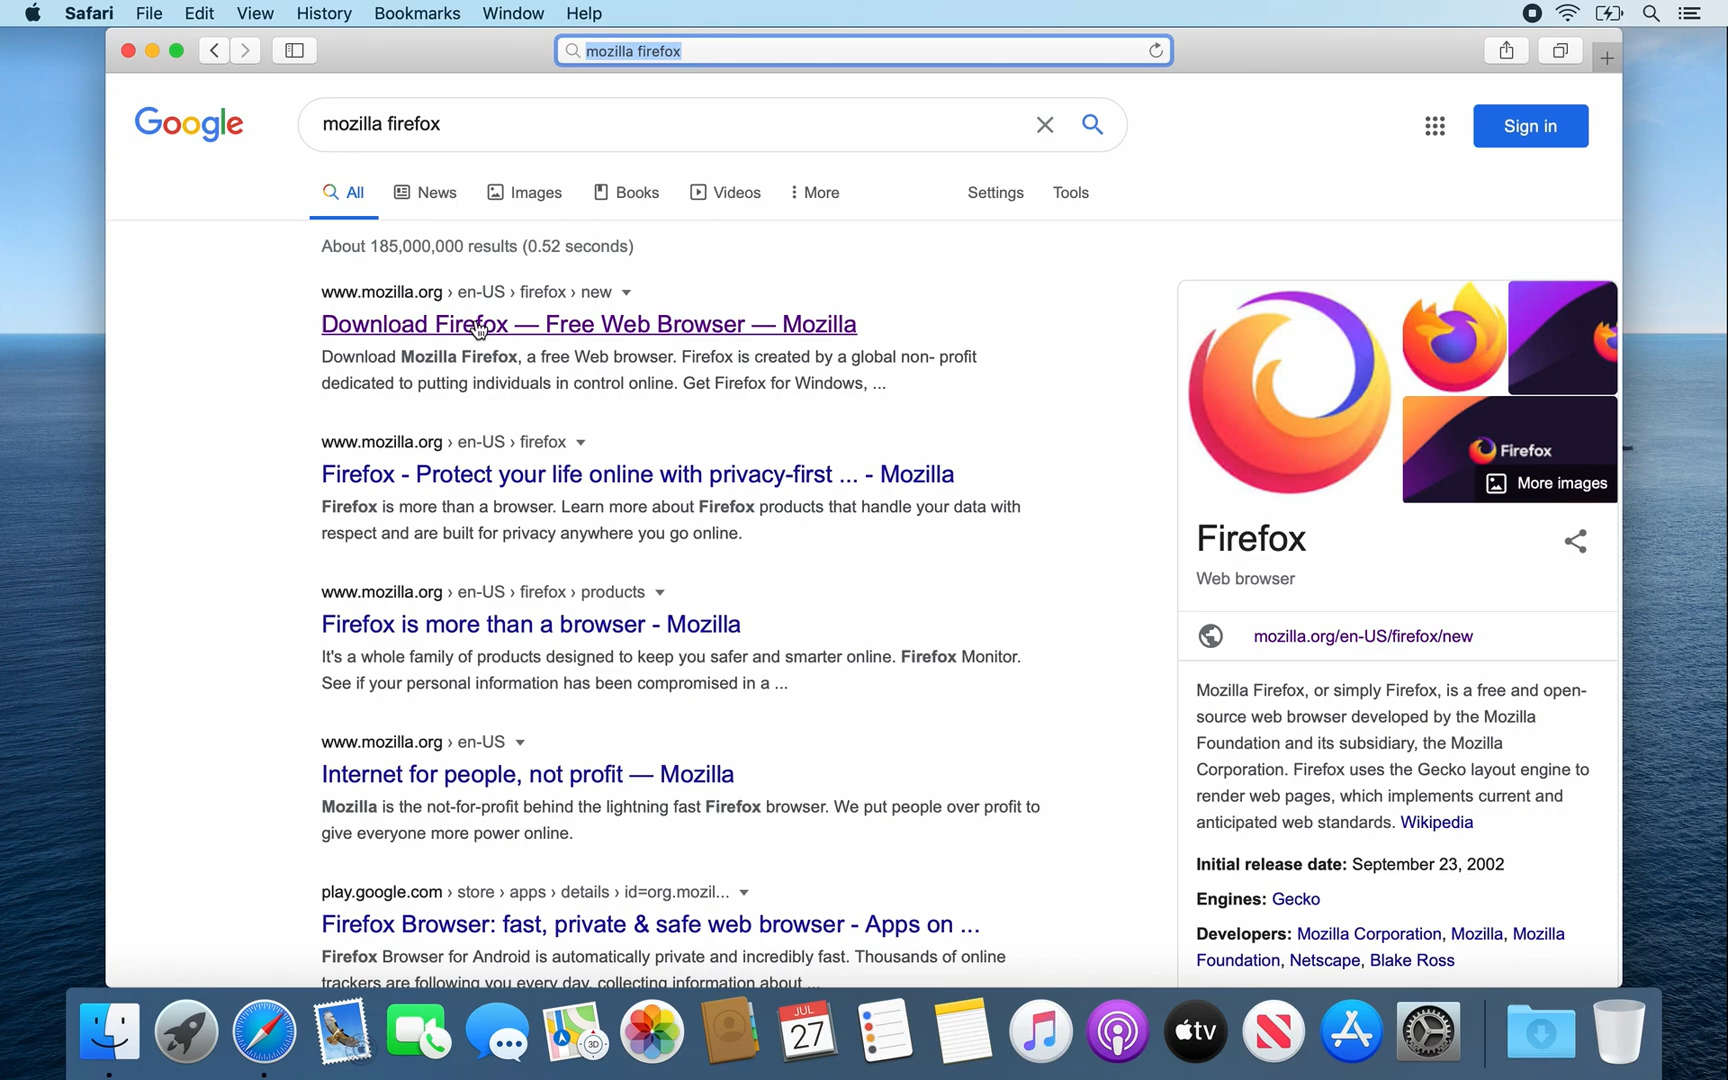 Safari File Edit View History Bookmarks Window Help
mozilla firefox
Google
mozilla firefox
Sign in
All News Images Books Videos More Settings Tools
About 185,000,000 results (0.52 seconds)
www.mozilla.org › en-US › firefox › new
Download Firefox — Free Web Browser — Mozilla
Download Mozilla Firefox, a free Web browser. Firefox is created by a global non- profit
dedicated to putting individuals in control online. Get Firefox for Windows, ...
www.mozilla.org › en-US › firefox
Firefox - Protect your life online with privacy-first ... - Mozilla
Firefox is more than a browser. Learn more about Firefox products that handle your data with
respect and are built for privacy anywhere you go online.
www.mozilla.org › en-US › firefox › products
Firefox is more than a browser - Mozilla
It's a whole family of products designed to keep you safer and smarter online. Firefox Monitor.
See if your personal information has been compromised in a ...
www.mozilla.org › en-US
Internet for people, not profit — Mozilla
Mozilla is the not-for-profit behind the lightning fast Firefox browser. We put people over profit to
give everyone more power online.
play.google.com › store › apps › details › id=org.mozil...
Firefox Browser: fast, private & safe web browser - Apps on ...
Firefox Browser for Android is automatically private and incredibly fast. Thousands of online
trackers are following you every day, collecting information about ...
Firefox
More images
Firefox
Web browser
mozilla.org/en-US/firefox/new
Mozilla Firefox, or simply Firefox, is a free and open-
source web browser developed by the Mozilla
Foundation and its subsidiary, the Mozilla
Corporation. Firefox uses the Gecko layout engine to
render web pages, which implements current and
anticipated web standards. Wikipedia
Initial release date: September 23, 2002
Engines: Gecko
Developers: Mozilla Corporation, Mozilla, Mozilla
Foundation, Netscape, Blake Ross
3D
JUL
27
tv